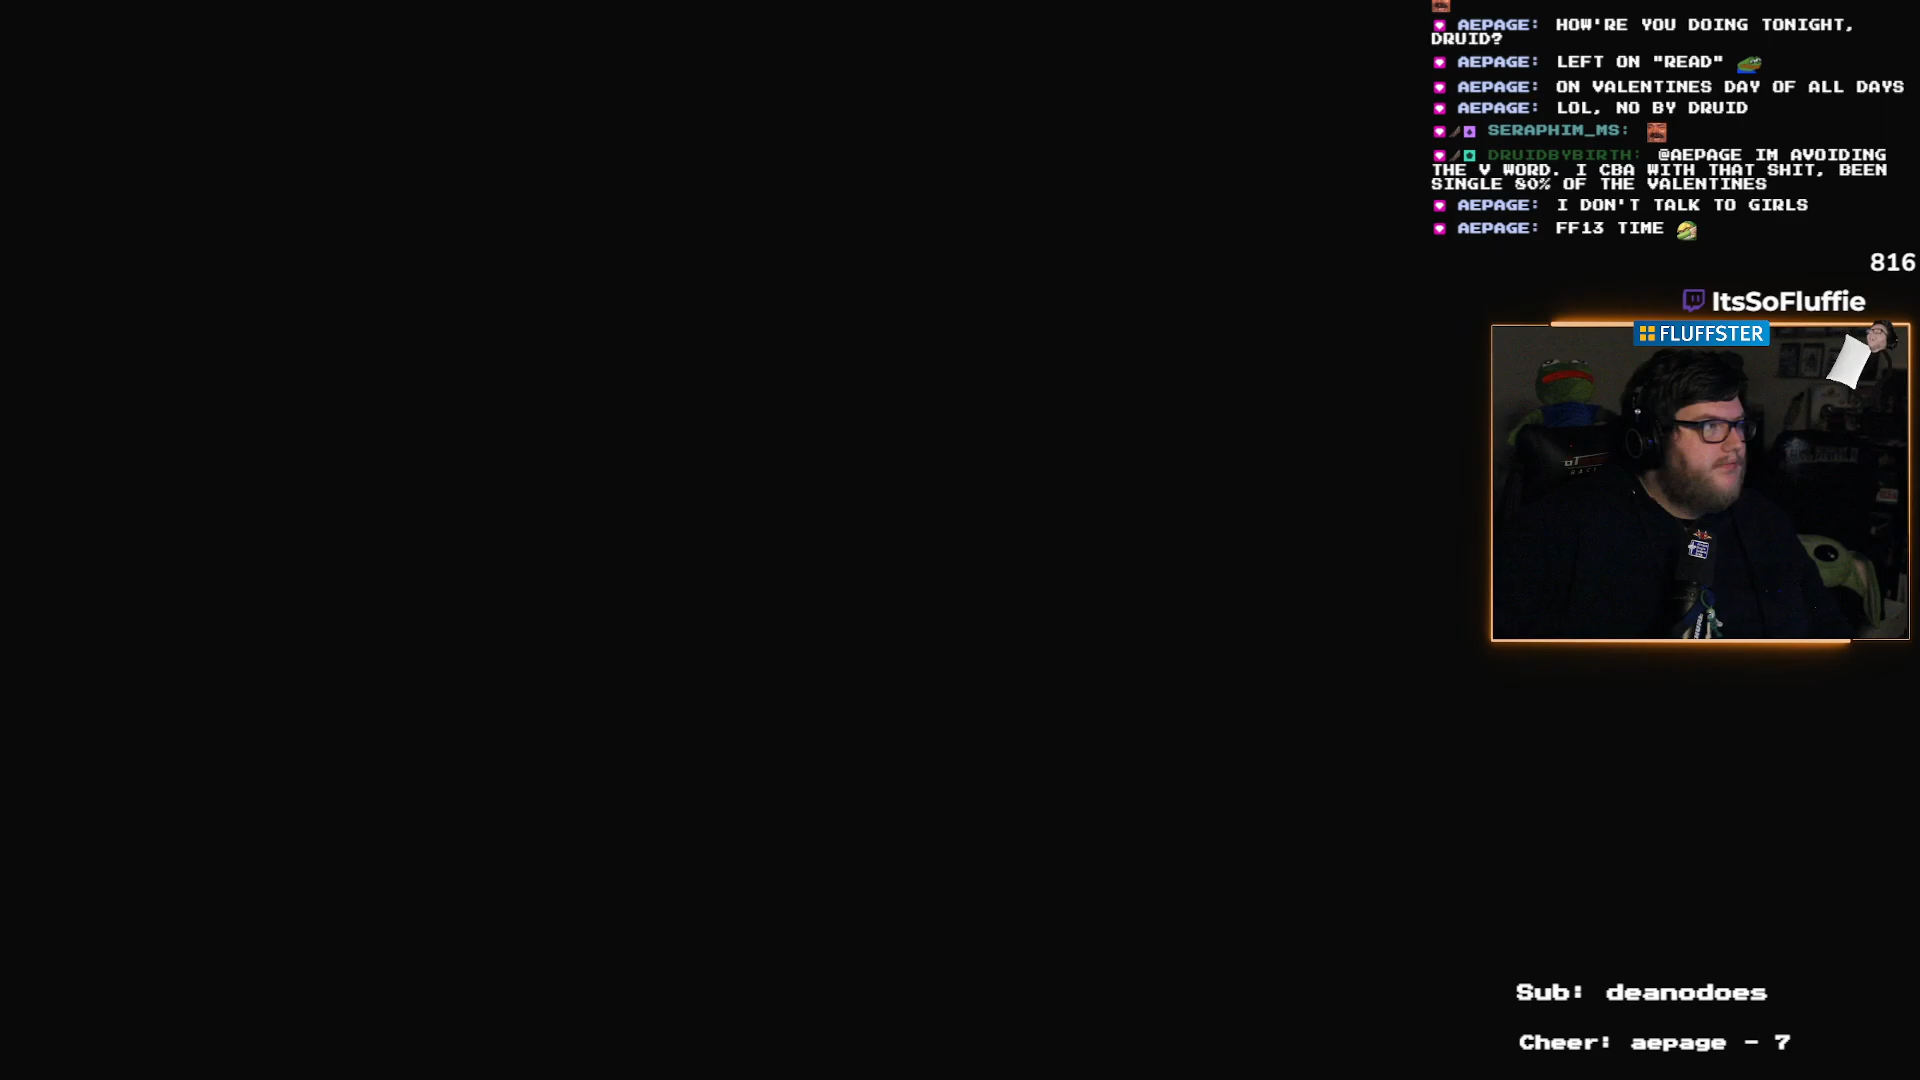 AEPAGE: HOW'RE YOU DOING TONIGHT,
DRUID?
AEPAGE: LEFT ON "READ"
AEPAGE: ON VALENTINES DAY OF ALL DAYS
AEPAGE: LOL, NO BY DRUID
SERAPHIM_MS:
DRUIDBYBIRTH: @AEPAGE IM AVOIDING
THE V WORD. I CBA WITH THAT SHIT, BEEN
SINGLE 80% OF THE VALENTINES
AEPAGE: I DON'T TALK TO GIRLS
AEPAGE: FF13 TIME
816
ItsSoFluffie
FLUFFSTER
Sub: deanodoes
Cheer: aepage - 7